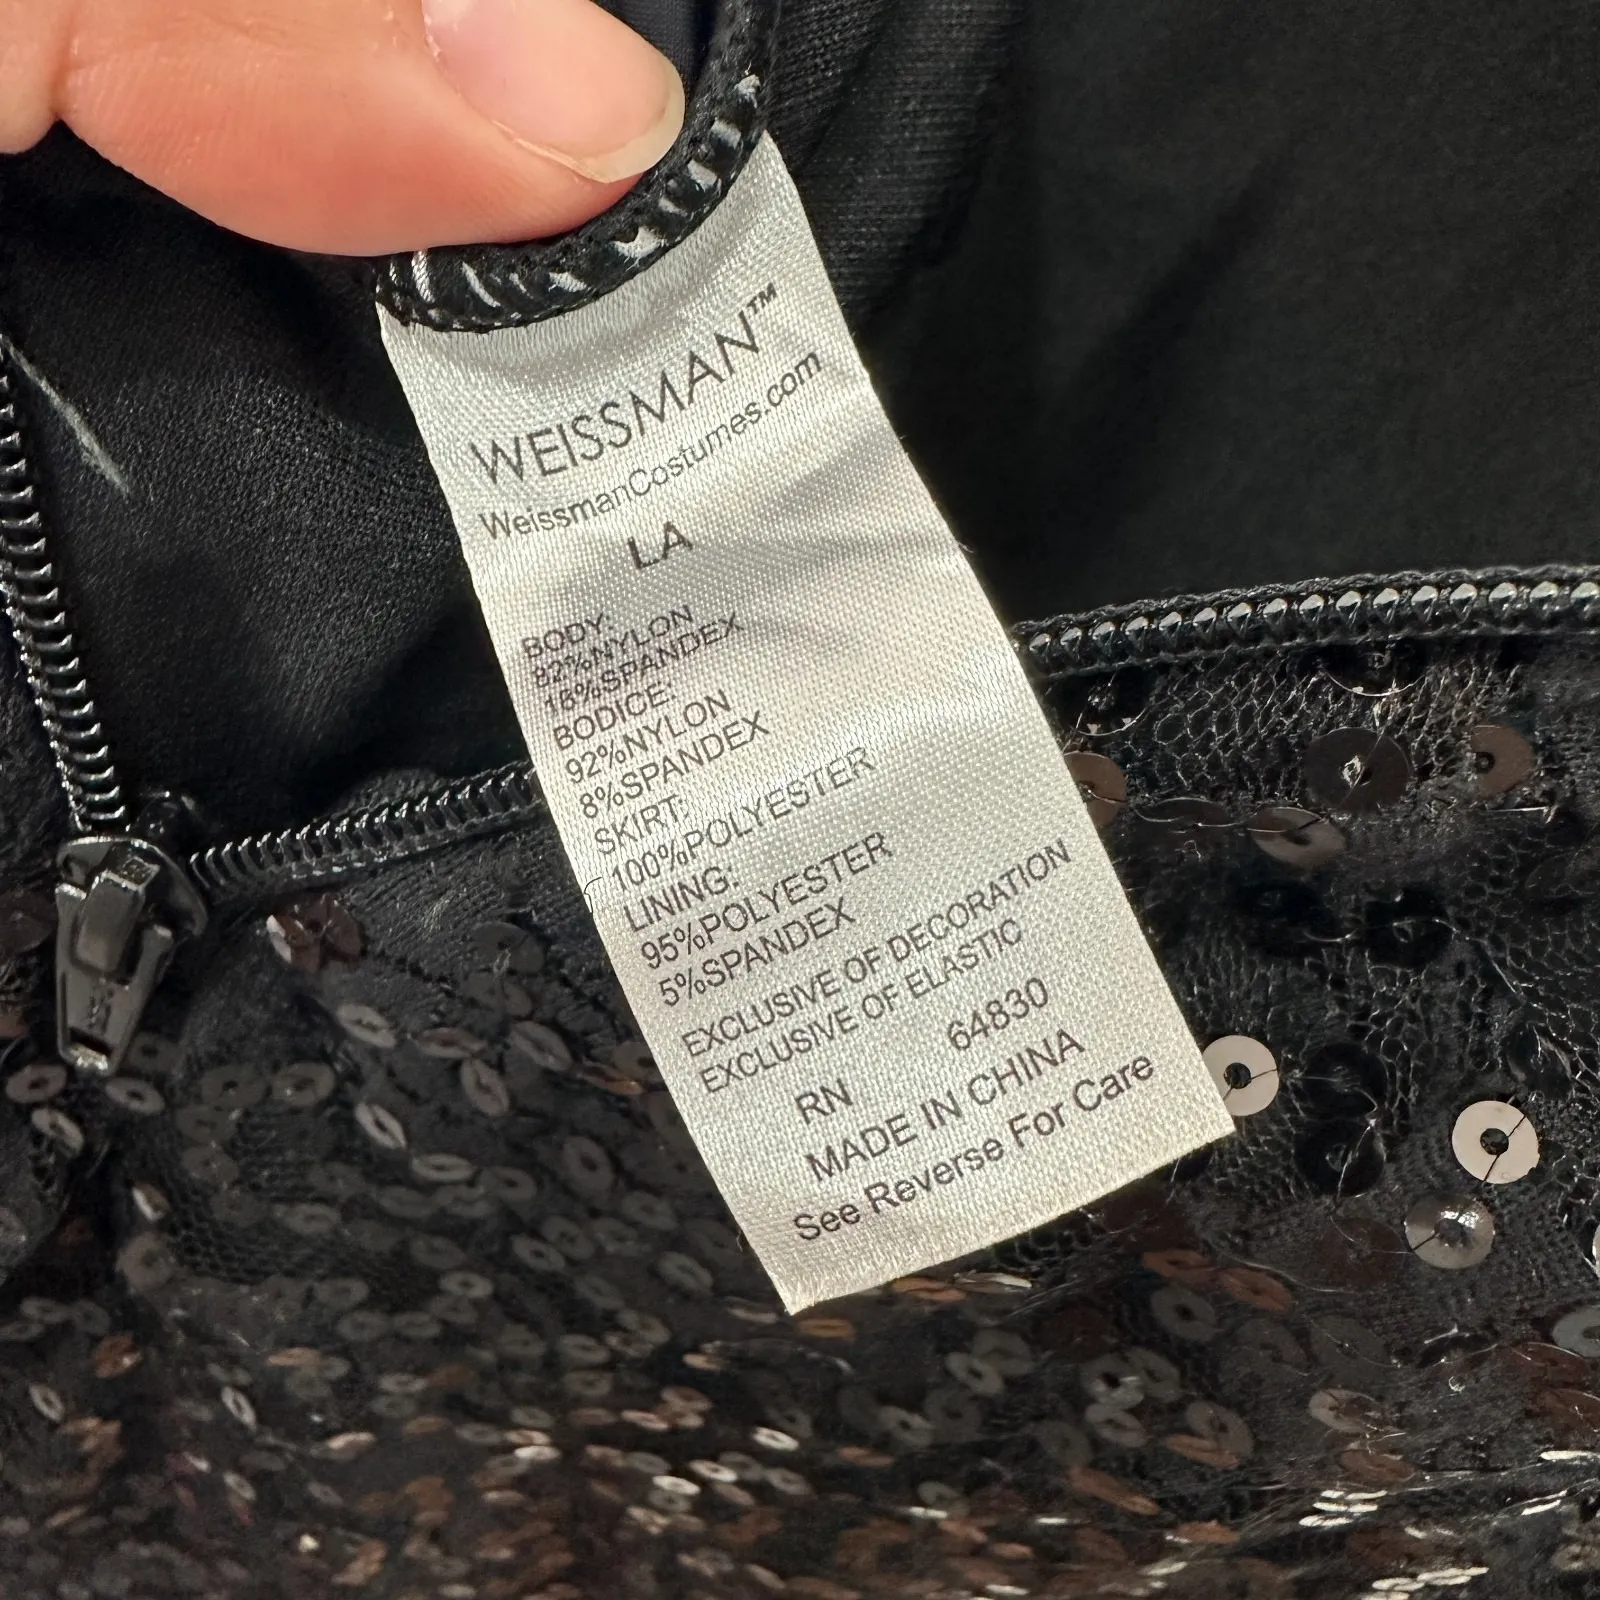 WEISSMAN™
WeissmanCostumes.com
LA
BODY:
92%NYLON
18%SPANDEX
BODICE:
92%NYLON
8%SPANDEX
SKIRT:
100%POLYESTER
LINING:
95%POLYESTER
5%SPANDEX
EXCLUSIVE OF DECORATION
EXCLUSIVE OF ELASTIC
RN 64830
MADE IN CHINA
See Reverse For Care